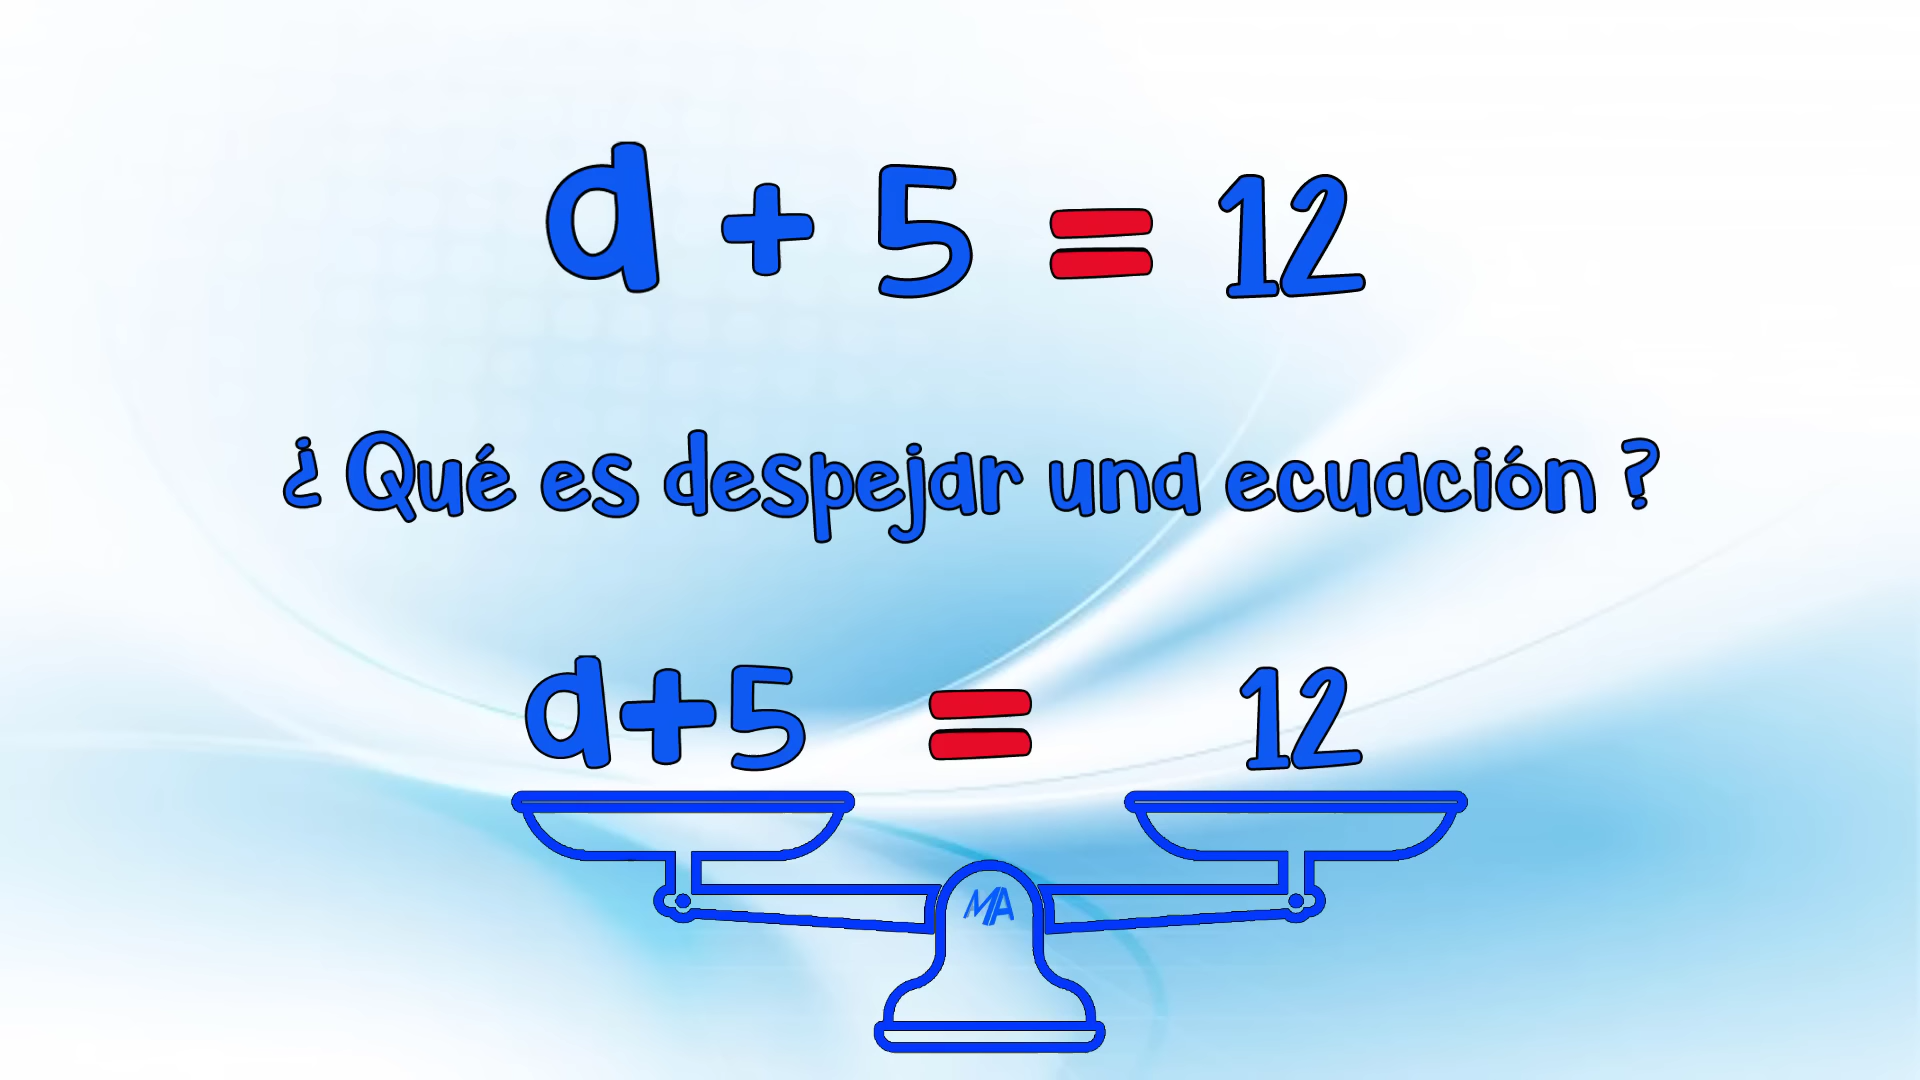 a + 5 = 12
¿ Qué es despejar una ecuación ?
a+5 = 12
MA